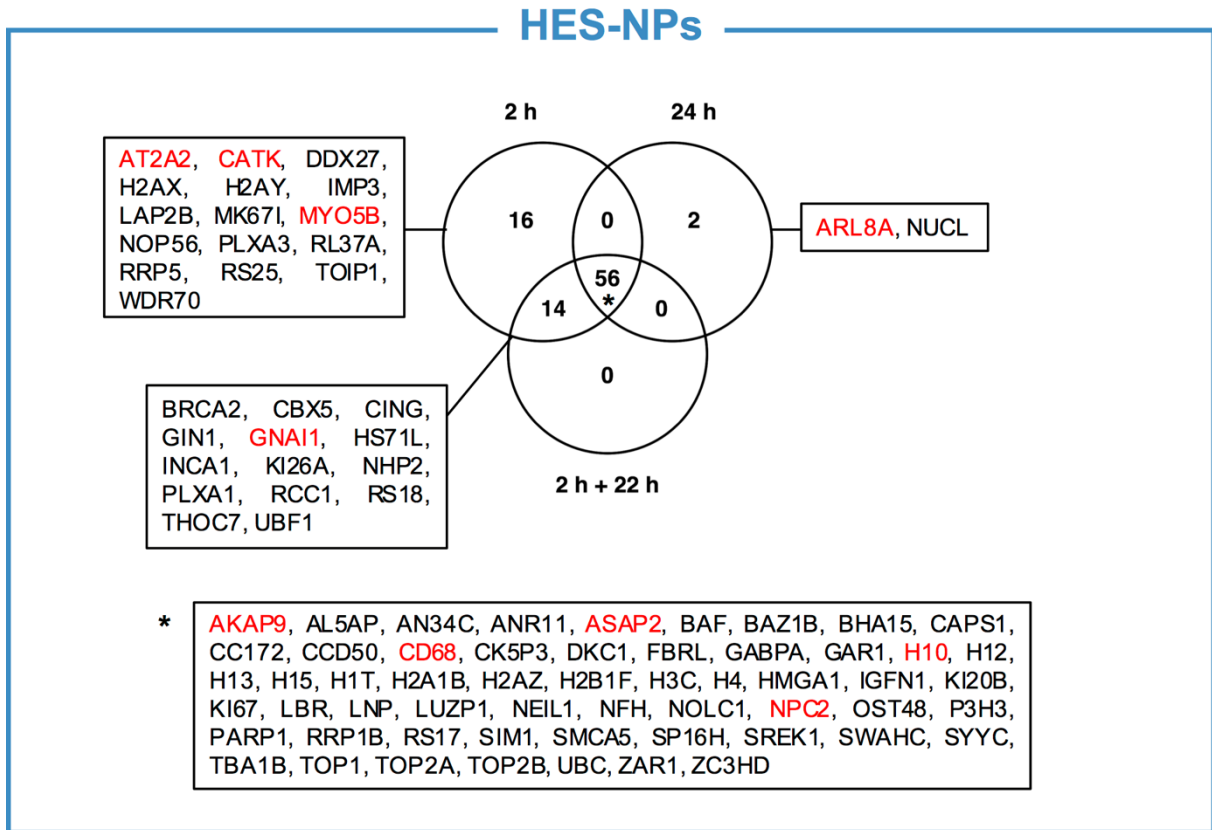 HES-NPs
2 h
24 h
AT2A2, CATK, DDX27,
H2AX, H2AY, IMP3,
LAP2B, MK67I, MYO5B,
NOP56, PLXA3, RL37A,
RRP5, RS25, TOIP1,
WDR70
16
0
2
ARL8A, NUCL
56
*
14
0
0
BRCA2, CBX5, CING,
GIN1, GNAI1, HS71L,
INCA1, KI26A, NHP2,
PLXA1, RCC1, RS18,
THOC7, UBF1
2 h + 22 h
*
AKAP9, AL5AP, AN34C, ANR11, ASAP2, BAF, BAZ1B, BHA15, CAPS1,
CC172, CCD50, CD68, CK5P3, DKC1, FBRL, GABPA, GAR1, H10, H12,
H13, H15, H1T, H2A1B, H2AZ, H2B1F, H3C, H4, HMGA1, IGFN1, KI20B,
KI67, LBR, LNP, LUZP1, NEIL1, NFH, NOLC1, NPC2, OST48, P3H3,
PARP1, RRP1B, RS17, SIM1, SMCA5, SP16H, SREK1, SWAHC, SYYC,
TBA1B, TOP1, TOP2A, TOP2B, UBC, ZAR1, ZC3HD